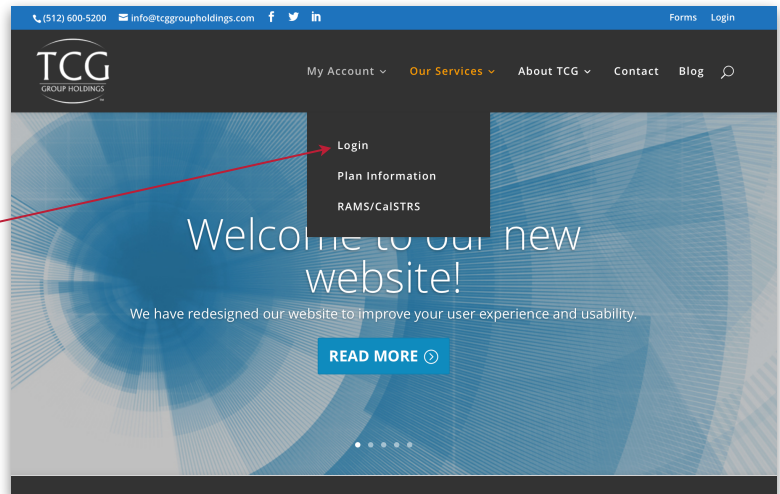 (512) 600-5200 info@tcggroupholdings.com Forms Login
TCG
GROUP HOLDINGS
My Account Our Services About TCG Contact Blog
Login
Plan Information
RAMS/CalSTRS
Welcome to our new
website!
We have redesigned our website to improve your user experience and usability.
READ MORE